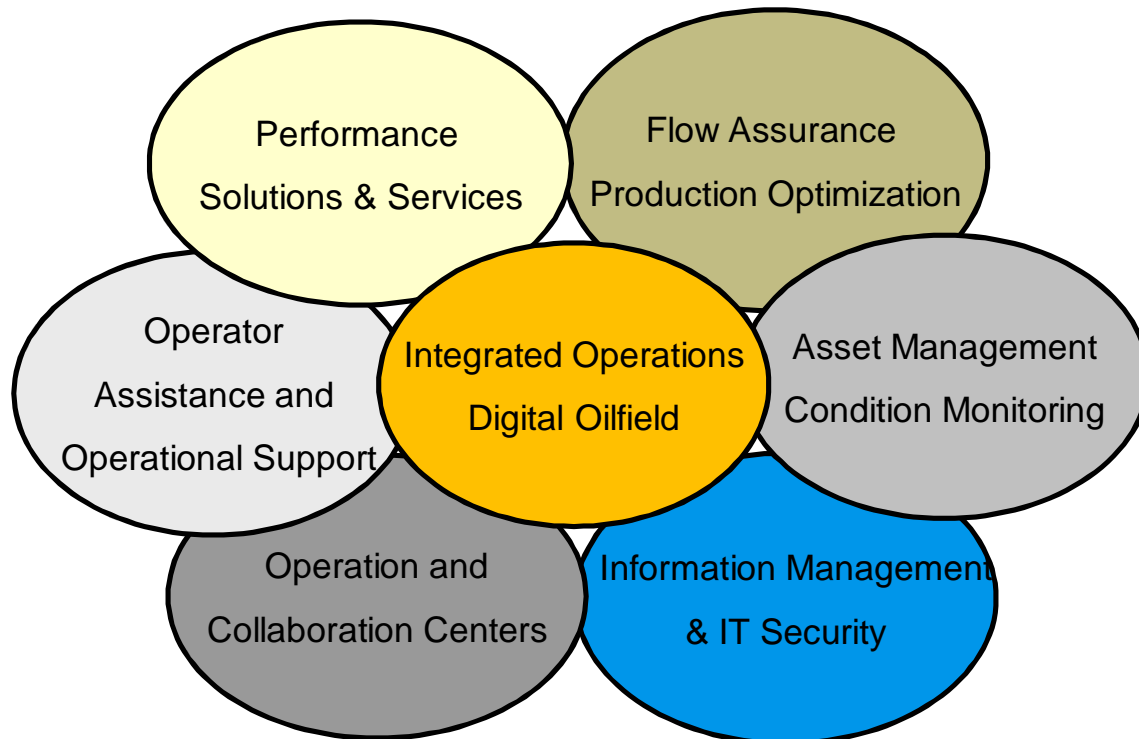 Performance
Solutions & Services
Flow Assurance
Production Optimization
Operator
Assistance and
Operational Support
Integrated Operations
Digital Oilfield
Asset Management
Condition Monitoring
Operation and
Collaboration Centers
Information Management
& IT Security